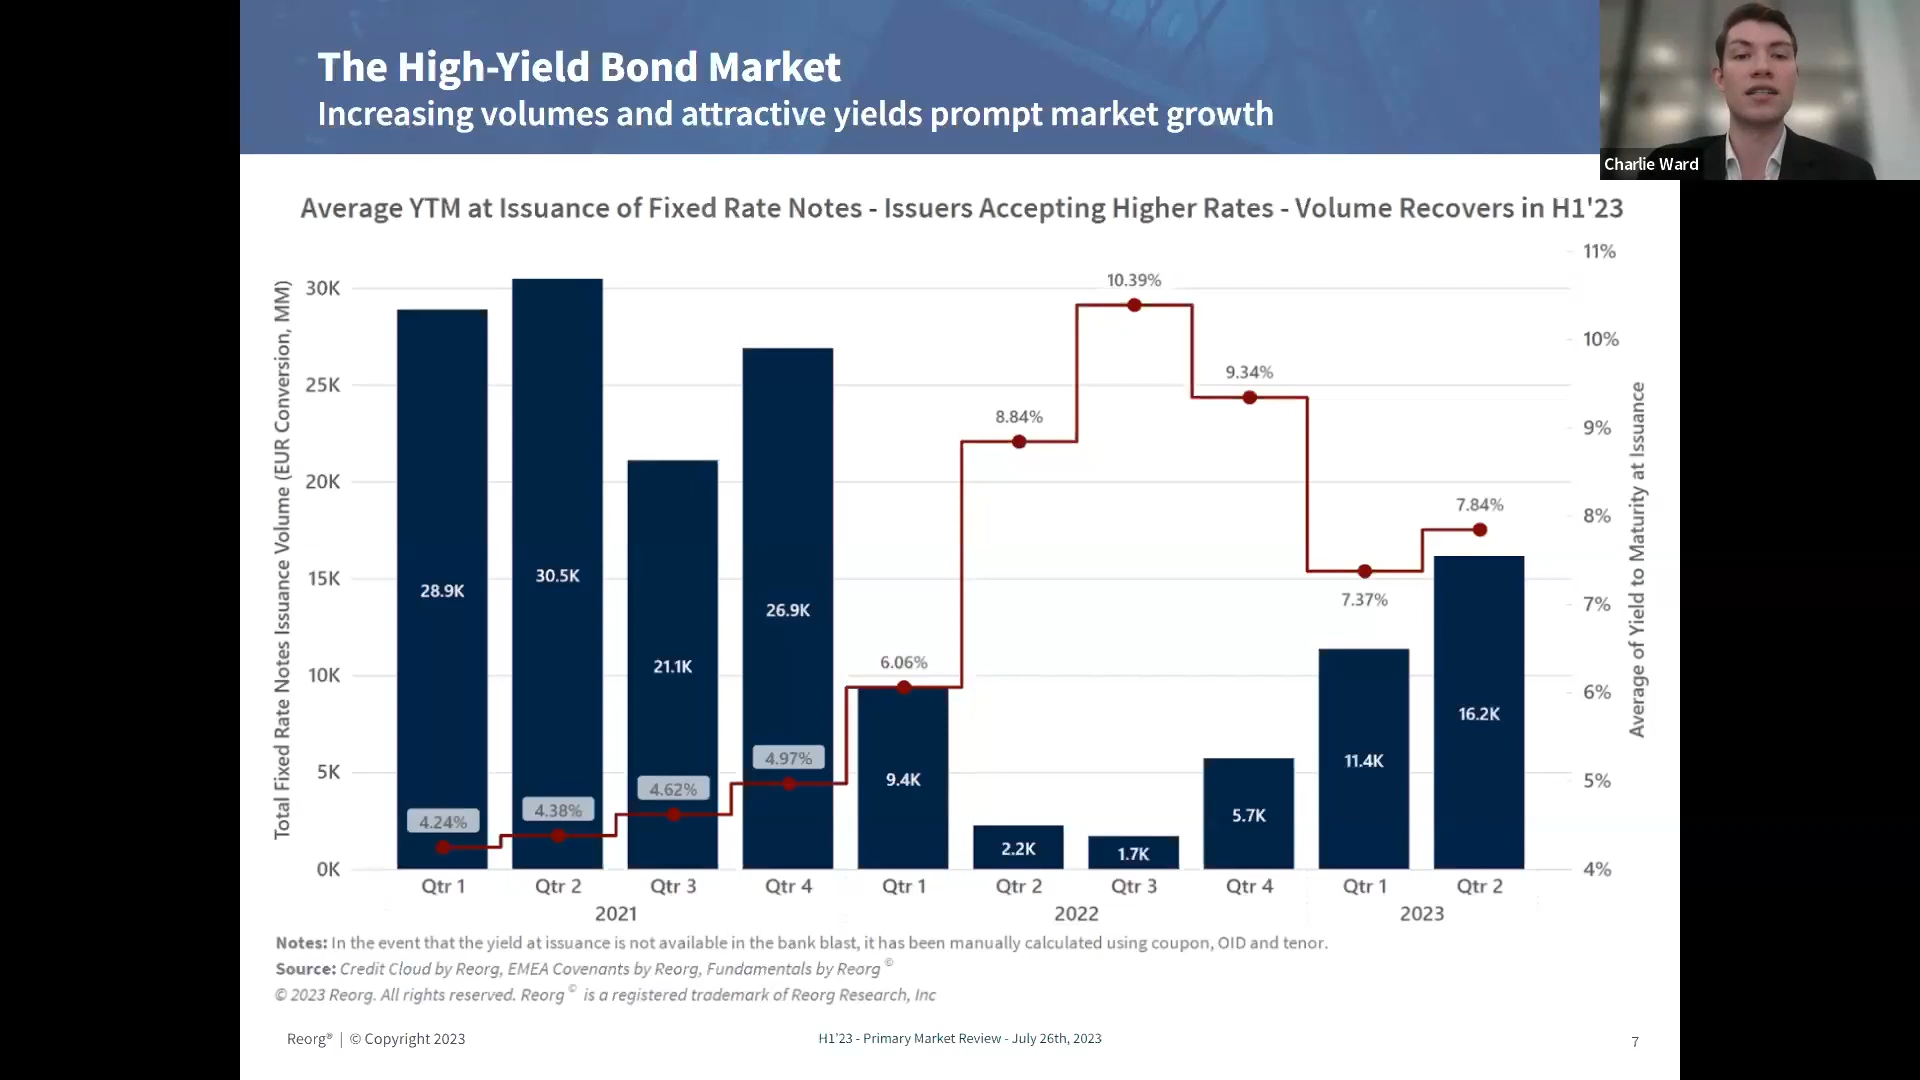 The High-Yield Bond Market
Increasing volumes and attractive yields prompt market growth
Charlie Ward
Average YTM at Issuance of Fixed Rate Notes - Issuers Accepting Higher Rates - Volume Recovers in H1'23
Total Fixed Rate Notes Issuance Volume (EUR Conversion, MM)
30K
25K
20K
15K
10K
5K
0K
28.9K
30.5K
21.1K
26.9K
9.4K
2.2K
1.7K
5.7K
11.4K
16.2K
4.24%
4.38%
4.62%
4.97%
6.06%
8.84%
10.39%
9.34%
7.37%
7.84%
11%
10%
9%
8%
7%
6%
5%
4%
Average of Yield to Maturity at Issuance
Qtr 1 Qtr 2 Qtr 3 Qtr 4 Qtr 1 Qtr 2 Qtr 3 Qtr 4 Qtr 1 Qtr 2
2021 2022 2023
Notes: In the event that the yield at issuance is not available in the bank blast, it has been manually calculated using coupon, OID and tenor.
Source: Credit Cloud by Reorg, EMEA Covenants by Reorg, Fundamentals by Reorg ©
© 2023 Reorg. All rights reserved. Reorg © is a registered trademark of Reorg Research, Inc
Reorg® | © Copyright 2023
H1'23 - Primary Market Review - July 26th, 2023
7